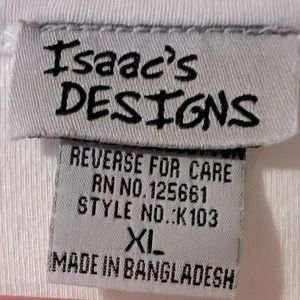 Isaac's
DESIGNS
REVERSE FOR CARE
RN NO.125661
STYLE NO.:K103
XL
MADE IN BANGLADESH